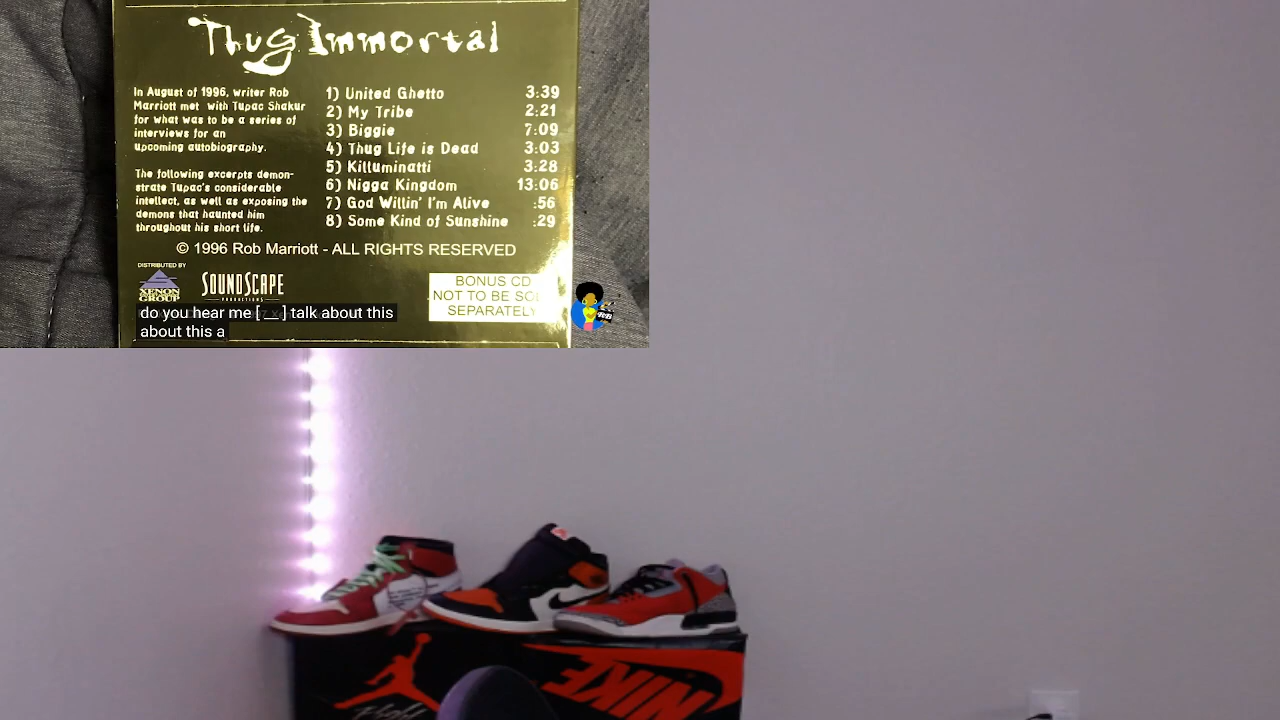 Thug Immortal
In August of 1996, writer Rob
Marriott met with Tupac Shakur
for what was to be a series of
interviews for an
upcoming autobiography.
The following excerpts demon-
strate Tupac's considerable
intellect, as well as exposing the
demons that haunted him
throughout his short life.
1) United Ghetto 3:39
2) My Tribe 2:21
3) Biggie 7:09
4) Thug Life is Dead 3:03
5) Killuminatti 3:28
6) Nigga Kingdom 13:06
7) God Willin' I'm Alive :56
8) Some Kind of Sunshine :29
© 1996 Rob Marriott - ALL RIGHTS RESERVED
DISTRIBUTED BY
XENON
GROUP
SOUNDSCAPE
PRODUCTIONS
BONUS CD
NOT TO BE
SEPARATELY
do you hear me [ __ ] talk about this
about this a
NIKE